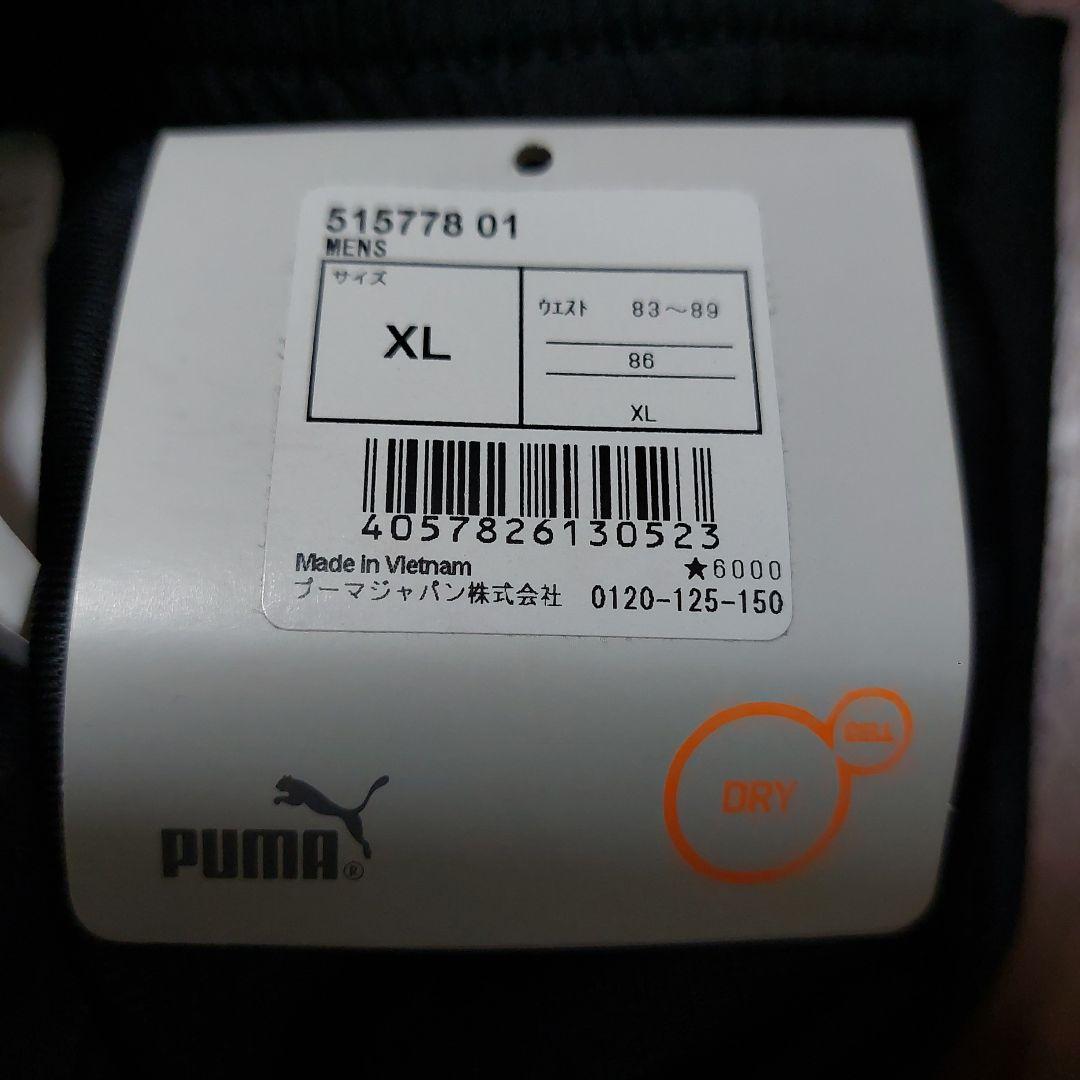 515778 01
MENS
サイズ
XL
ウエスト 83～89
86
XL
4057826130523
Made in Vietnam
★6000
プーマジャパン株式会社 0120-125-150
CELL
DRY
PUMA®